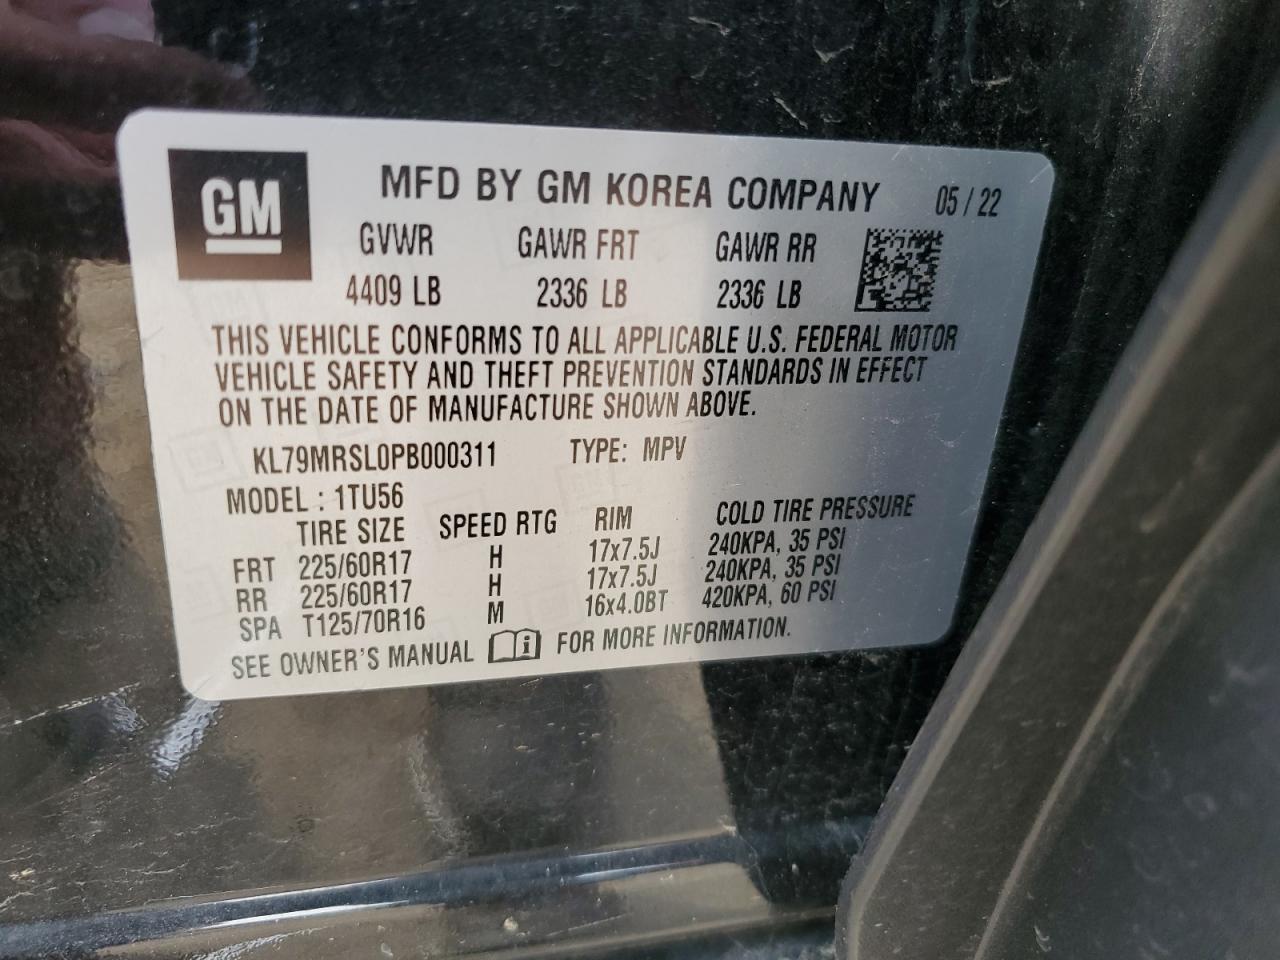 GM
MFD BY GM KOREA COMPANY 05 / 22
GVWR GAWR FRT GAWR RR
4409 LB 2336 LB 2336 LB
THIS VEHICLE CONFORMS TO ALL APPLICABLE U.S. FEDERAL MOTOR
VEHICLE SAFETY AND THEFT PREVENTION STANDARDS IN EFFECT
ON THE DATE OF MANUFACTURE SHOWN ABOVE.
KL79MRSL0PB000311 TYPE: MPV
MODEL : 1TU56
TIRE SIZE SPEED RTG RIM COLD TIRE PRESSURE
FRT 225/60R17 H 17x7.5J 240KPA, 35 PSI
RR 225/60R17 H 17x7.5J 240KPA, 35 PSI
SPA T125/70R16 M 16x4.0BT 420KPA, 60 PSI
SEE OWNER'S MANUAL FOR MORE INFORMATION.